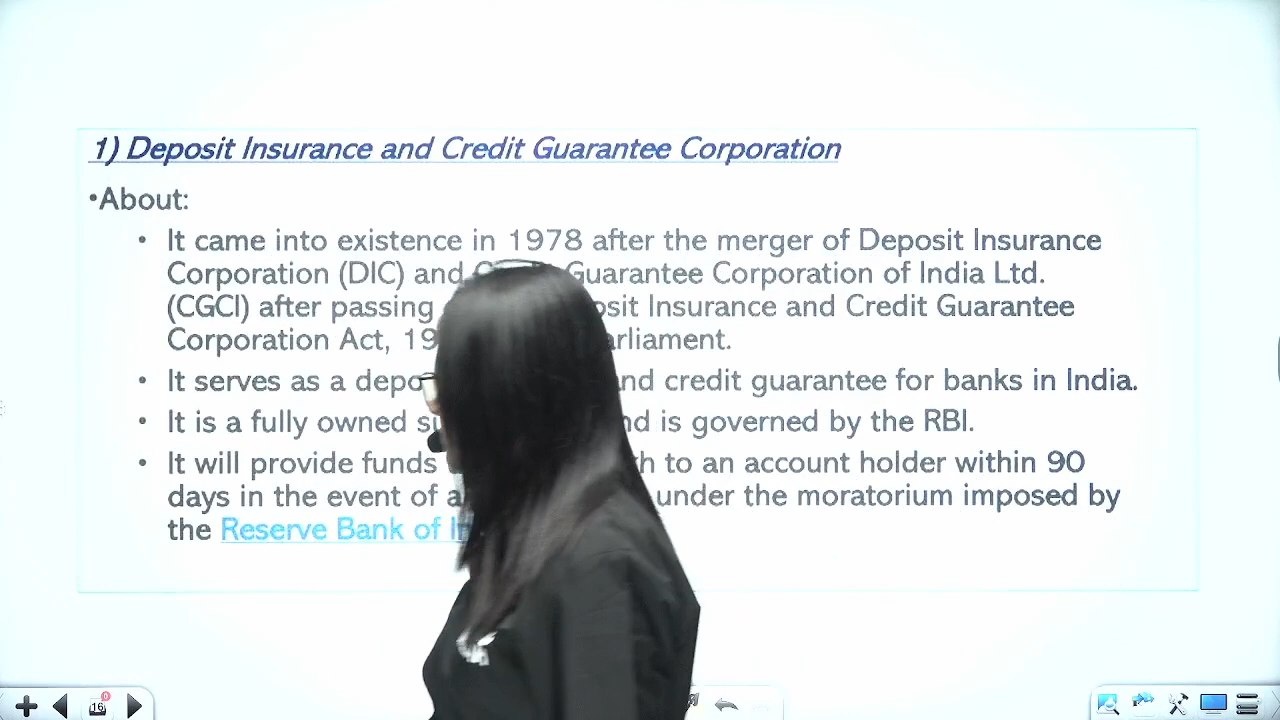 1) Deposit Insurance and Credit Guarantee Corporation
•About:
• It came into existence in 1978 after the merger of Deposit Insurance
Corporation (DIC) and Guarantee Corporation of India Ltd.
(CGCI) after passing Insurance and Credit Guarantee
Corporation Act,
• It serves as a credit guarantee for banks in India.
• It is a fully owned is governed by the RBI.
• It will provide funds to an account holder within 90
days in the event of under the moratorium imposed by
the Reserve Bank of
16
0